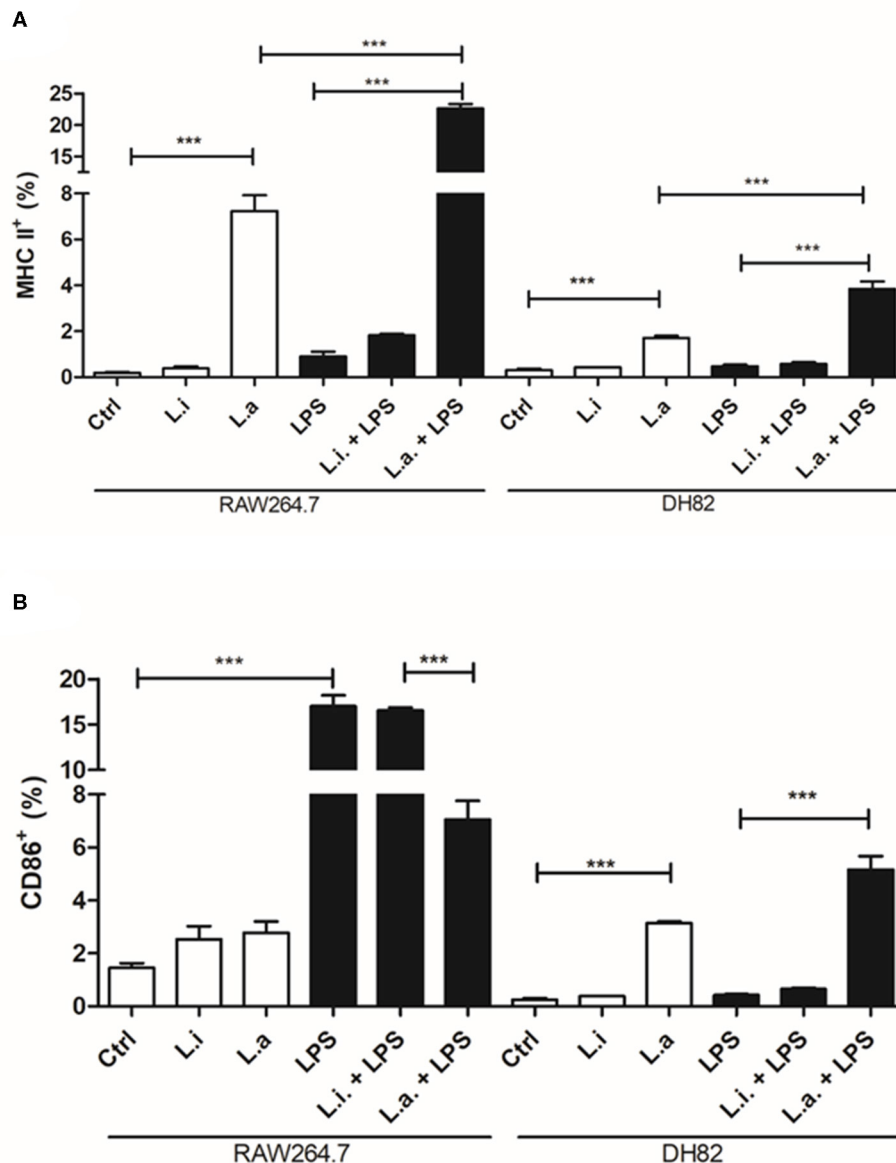 A
***
***
***
***
***
***
MHC II+ (%)
25
20
15
8
6
4
2
0
Ctrl
L.i
L.a
LPS
L.i. + LPS
L.a. + LPS
Ctrl
L.i
L.a
LPS
L.i. + LPS
L.a. + LPS
RAW264.7
DH82
B
***
***
***
***
CD86+ (%)
20
15
10
8
6
4
2
0
Ctrl
L.i
L.a
LPS
L.i. + LPS
L.a. + LPS
Ctrl
L.i
L.a
LPS
L.i. + LPS
L.a. + LPS
RAW264.7
DH82